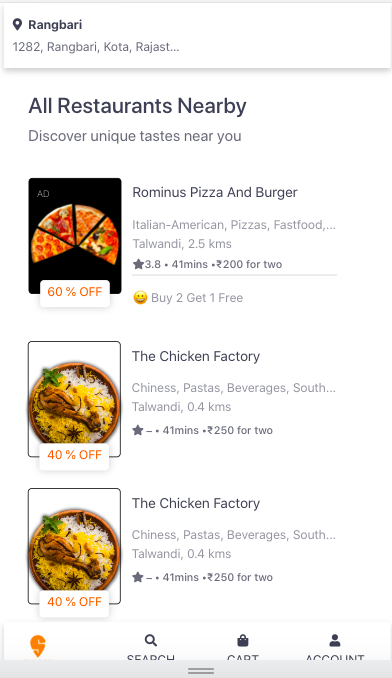 Rangbari
1282, Rangbari, Kota, Rajast...
All Restaurants Nearby
Discover unique tastes near you
AD
60 % OFF
Rominus Pizza And Burger
Italian-American, Pizzas, Fastfood,...
Talwandi, 2.5 kms
3.8 • 41mins •₹200 for two
😀 Buy 2 Get 1 Free
40 % OFF
The Chicken Factory
Chiness, Pastas, Beverages, South...
Talwandi, 0.4 kms
– • 41mins •₹250 for two
40 % OFF
The Chicken Factory
Chiness, Pastas, Beverages, South...
Talwandi, 0.4 kms
– • 41mins •₹250 for two
SEARCH CART ACCOUNT